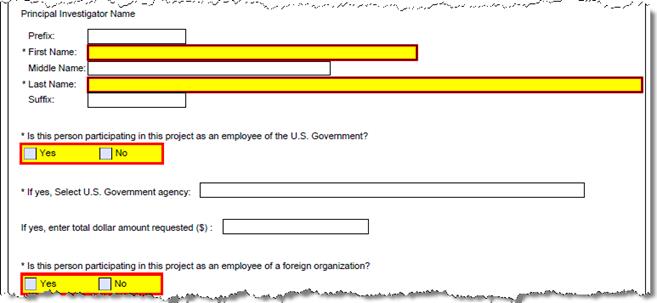 Principal Investigator Name
Prefix:
* First Name:
Middle Name:
* Last Name:
Suffix:
* Is this person participating in this project as an employee of the U.S. Government?
Yes No
* If yes, Select U.S. Government agency:
If yes, enter total dollar amount requested ($) :
* Is this person participating in this project as an employee of a foreign organization?
Yes No